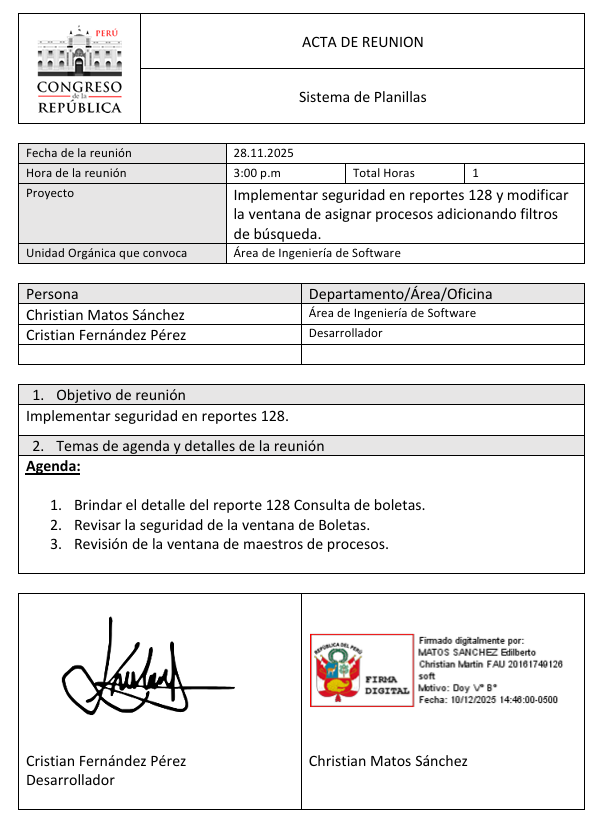 PERÚ
CONGRESO
de la
REPÚBLICA
ACTA DE REUNION
Sistema de Planillas
Fecha de la reunión 28.11.2025
Hora de la reunión 3:00 p.m Total Horas 1
Proyecto Implementar seguridad en reportes 128 y modificar
la ventana de asignar procesos adicionando filtros
de búsqueda.
Unidad Orgánica que convoca Área de Ingeniería de Software
Persona Departamento/Área/Oficina
Christian Matos Sánchez Área de Ingeniería de Software
Cristian Fernández Pérez Desarrollador
1. Objetivo de reunión
Implementar seguridad en reportes 128.
2. Temas de agenda y detalles de la reunión
Agenda:
1. Brindar el detalle del reporte 128 Consulta de boletas.
2. Revisar la seguridad de la ventana de Boletas.
3. Revisión de la ventana de maestros de procesos.
REPÚBLICA DEL PERÚ
FIRMA
DIGITAL
Firmado digitalmente por:
MATOS SANCHEZ Edilberto
Christian Martin FAU 20161749126
soft
Motivo: Doy V° B°
Fecha: 10/12/2025 14:46:00-0500
Cristian Fernández Pérez
Desarrollador
Christian Matos Sánchez